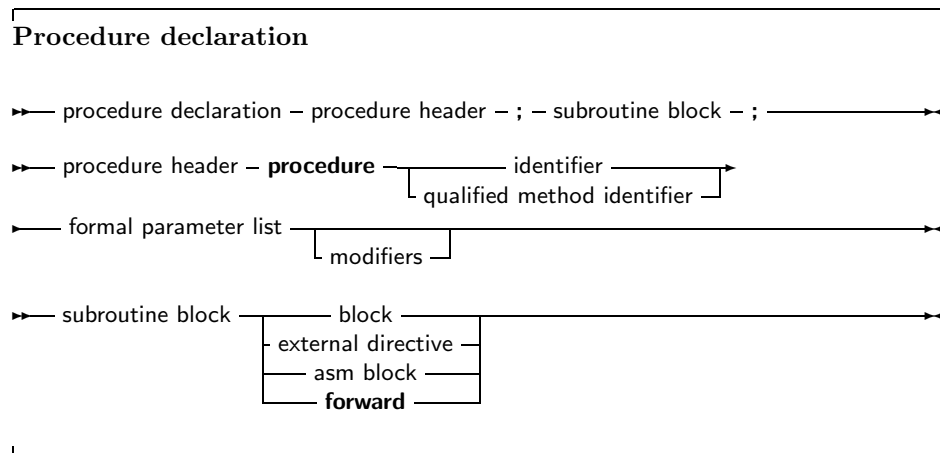 Procedure declaration
procedure declaration procedure header ; subroutine block ;
procedure header procedure identifier
qualified method identifier
formal parameter list
modifiers
subroutine block block
external directive
asm block
forward